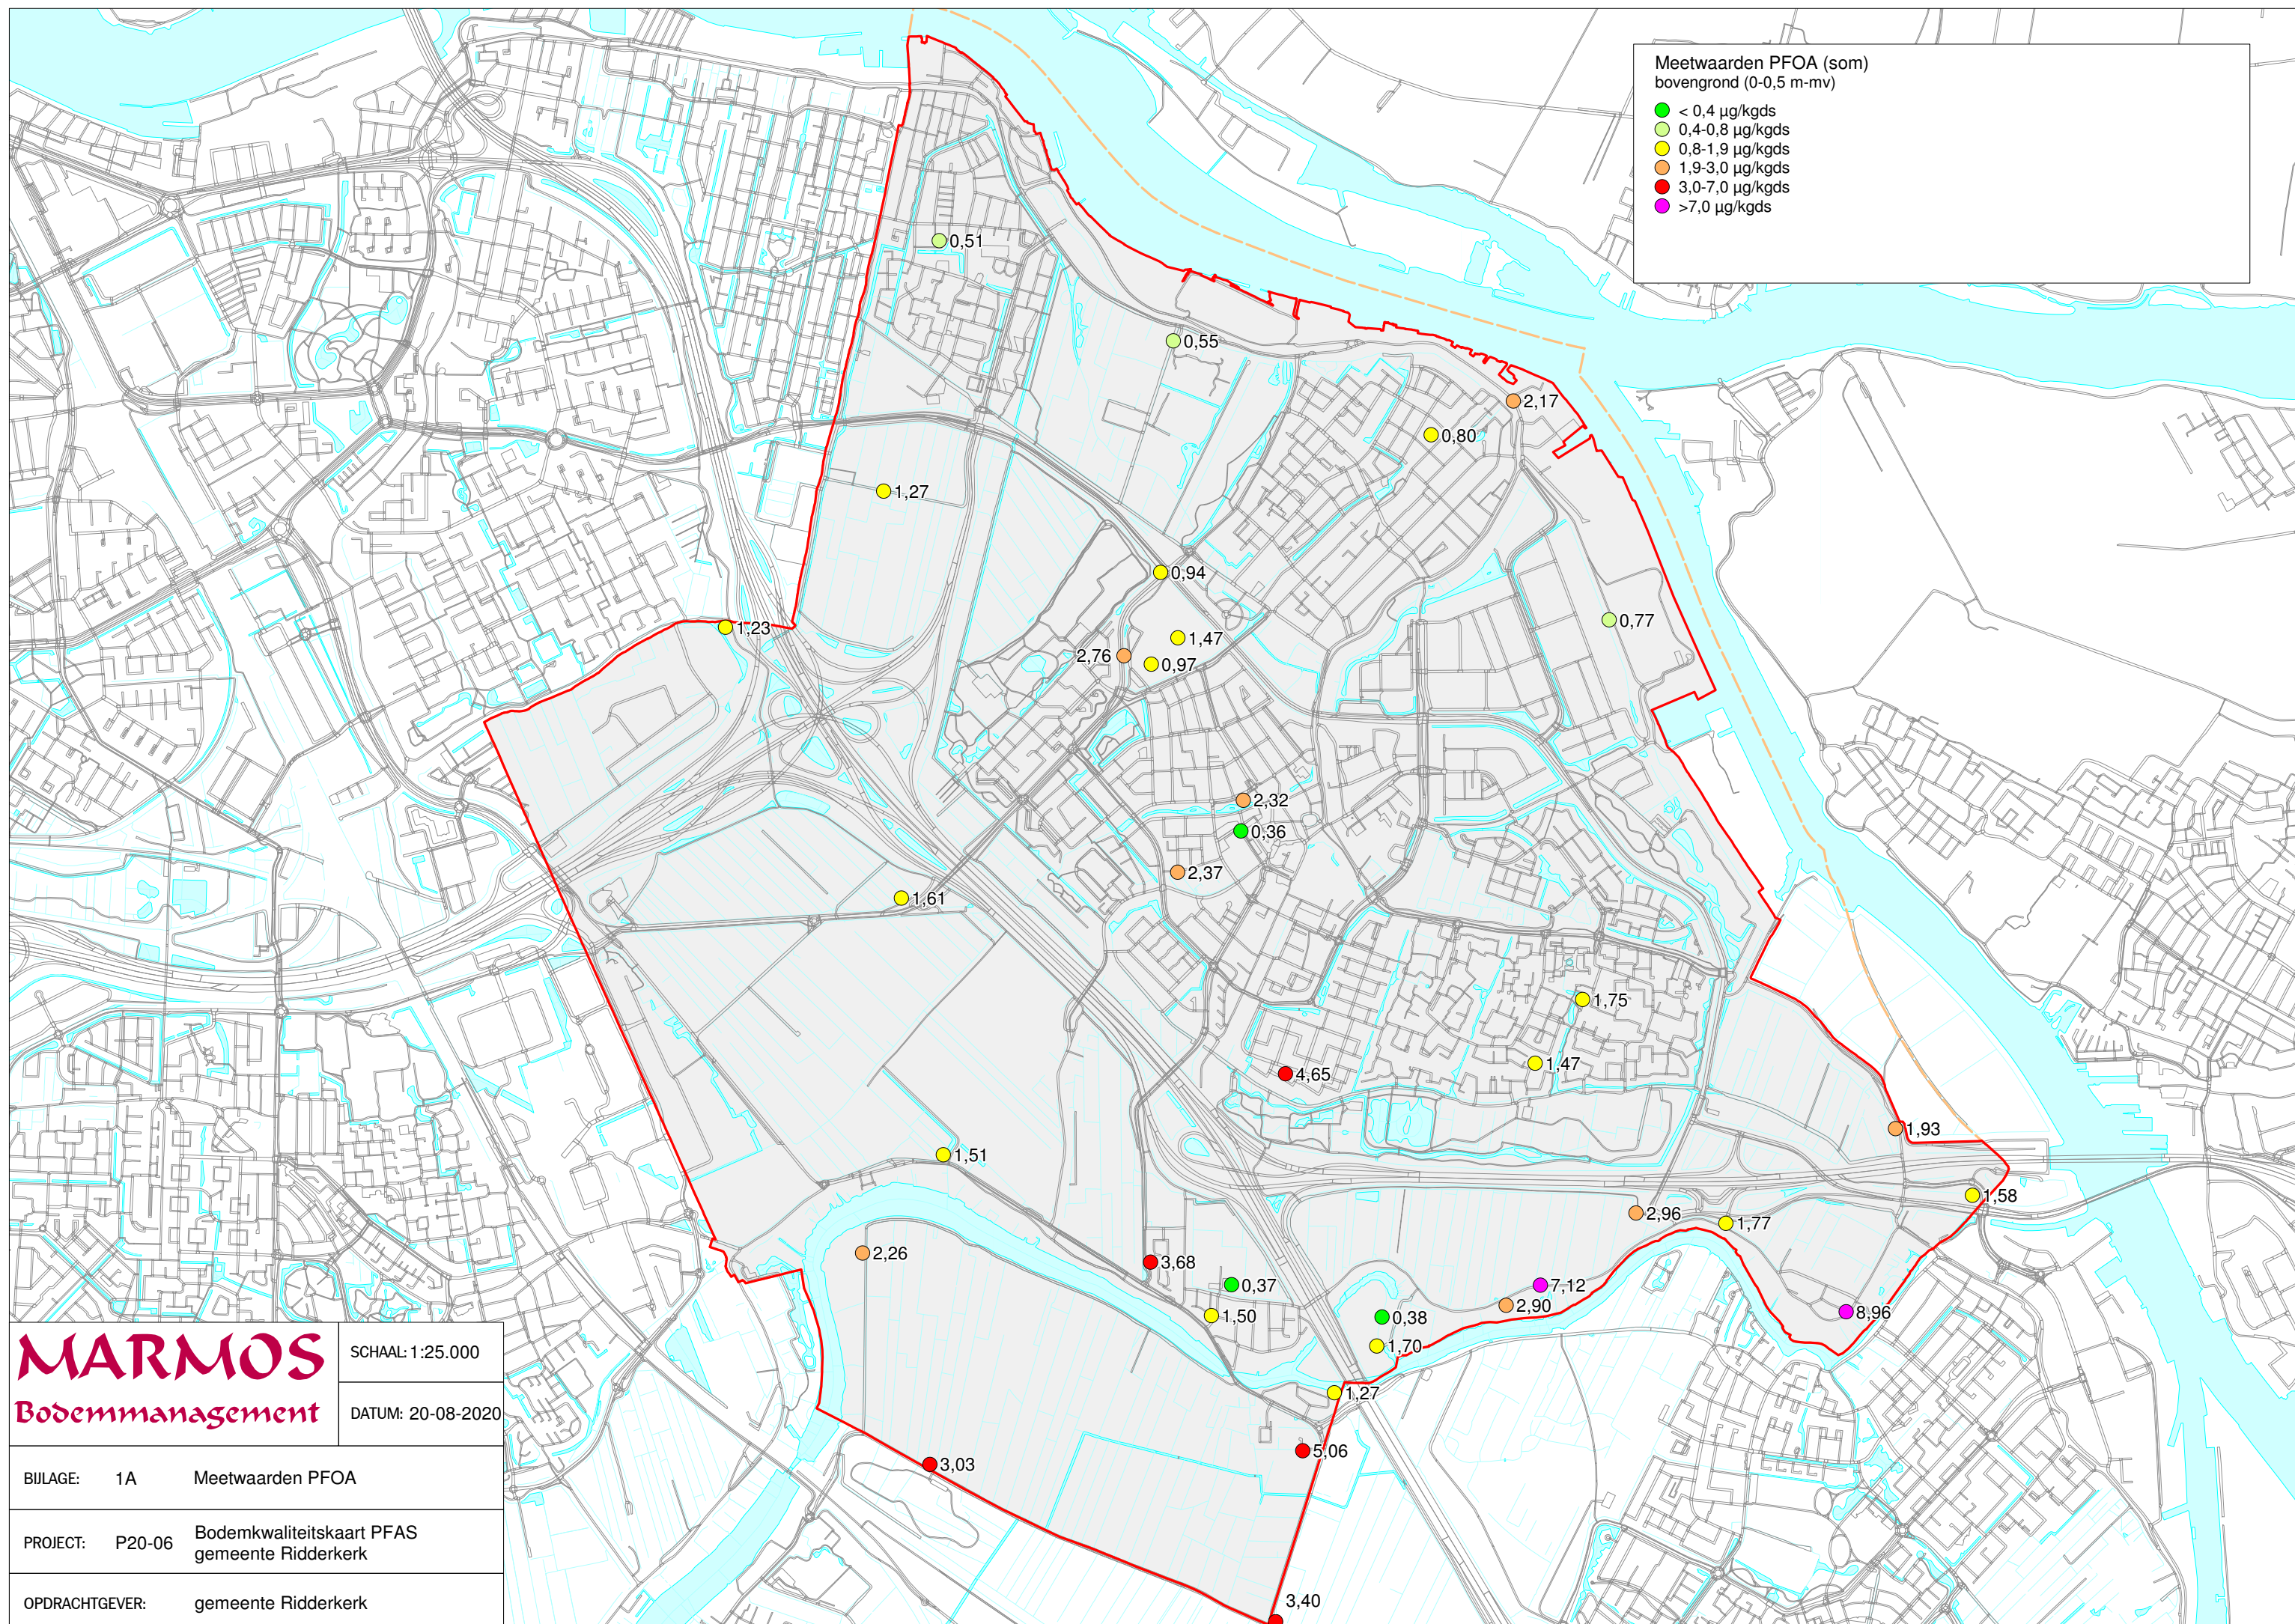 Meetwaarden PFOA (som)
bovengrond (0-0,5 m-mv)
< 0,4 µg/kgds
0,4-0,8 µg/kgds
0,8-1,9 µg/kgds
1,9-3,0 µg/kgds
3,0-7,0 µg/kgds
>7,0 µg/kgds
0,51
0,55
2,17
0,80
1,27
0,94
0,77
1,23
1,47
2,76
0,97
2,32
0,36
2,37
1,61
1,75
1,47
4,65
1,93
1,51
1,58
2,96
1,77
2,26
3,68
0,37
7,12
2,90
8,96
1,50
0,38
1,70
1,27
5,06
3,03
3,40
MARMOS
Bodemmanagement
SCHAAL: 1:25.000
DATUM: 20-08-2020
BIJLAGE: 1A Meetwaarden PFOA
PROJECT: P20-06 Bodemkwaliteitskaart PFAS
gemeente Ridderkerk
OPDRACHTGEVER: gemeente Ridderkerk